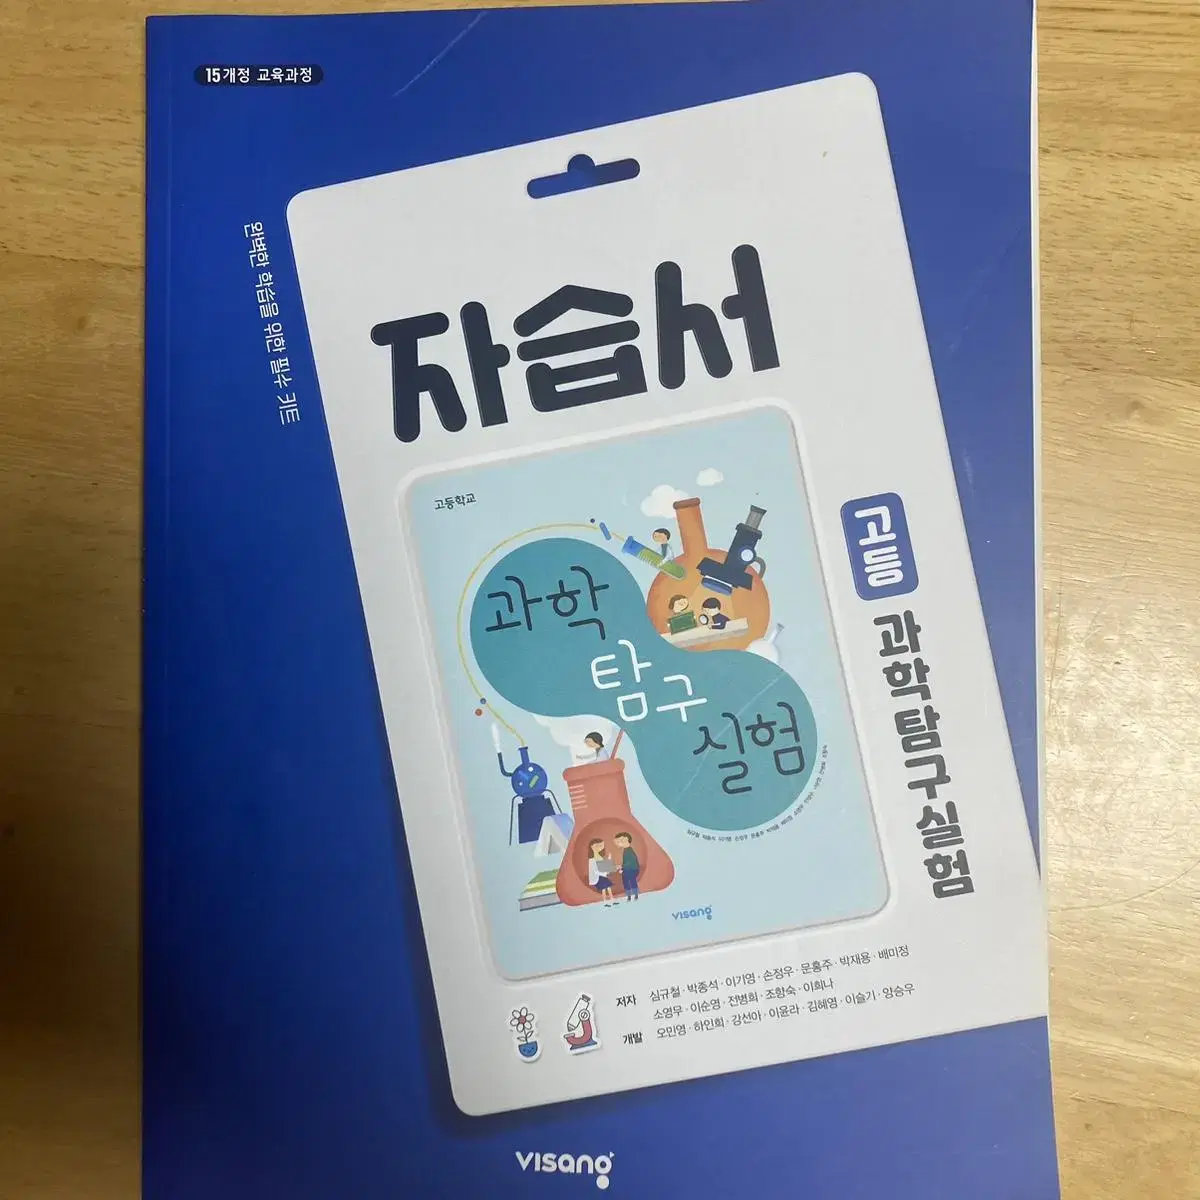 15개정 교육과정
완벽한 학습을 위한 필수 키트
자습서
고등학교
과학
탐구
실험
visang
고등
과학탐구실험
저자 심규철 · 박종석 · 이기영 · 손정우 · 문홍주 · 박재용 · 배미정
소영무 · 이순영 · 전병희 · 조향숙 · 이희나
개발 오민영 · 하인희 · 강선아 · 이윤라 · 김혜영 · 이슬기 · 양승우
visang